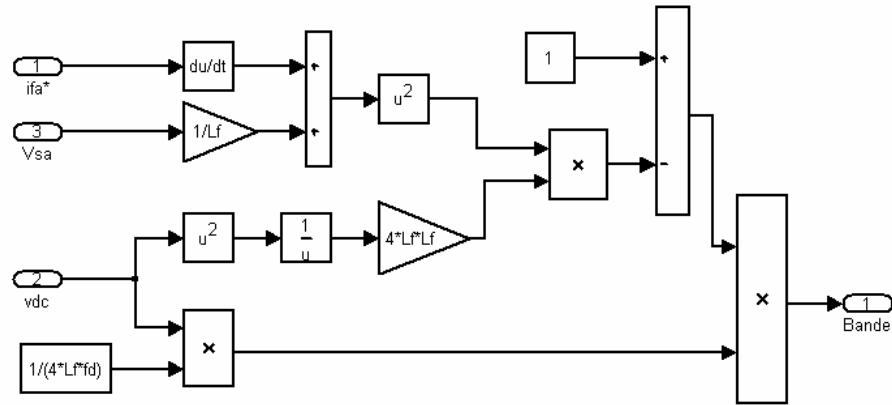 1
ifa*
du/dt
+
1
+
3
Vsa
1/Lf
+
u²
×
-
2
vdc
u²
1/u
4*Lf*Lf
×
1/(4*Lf*fd)
×
1
Bande